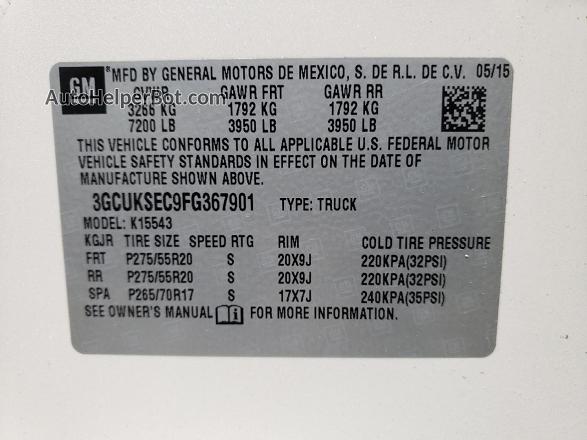 GM
®MFD BY GENERAL MOTORS DE MEXICO, S. DE R.L. DE C.V. 05/15
AutoHelperBot.com
GVWR GAWR FRT GAWR RR
3266 KG 1792 KG 1792 KG
7200 LB 3950 LB 3950 LB
THIS VEHICLE CONFORMS TO ALL APPLICABLE U.S. FEDERAL MOTOR
VEHICLE SAFETY STANDARDS IN EFFECT ON THE DATE OF
MANUFACTURE SHOWN ABOVE.
3GCUKSEC9FG367901 TYPE: TRUCK
MODEL: K15543
KGJR TIRE SIZE SPEED RTG RIM COLD TIRE PRESSURE
FRT P275/55R20 S 20X9J 220KPA(32PSI)
RR P275/55R20 S 20X9J 220KPA(32PSI)
SPA P265/70R17 S 17X7J 240KPA(35PSI)
SEE OWNER'S MANUAL FOR MORE INFORMATION.
AutoHelperBot.com